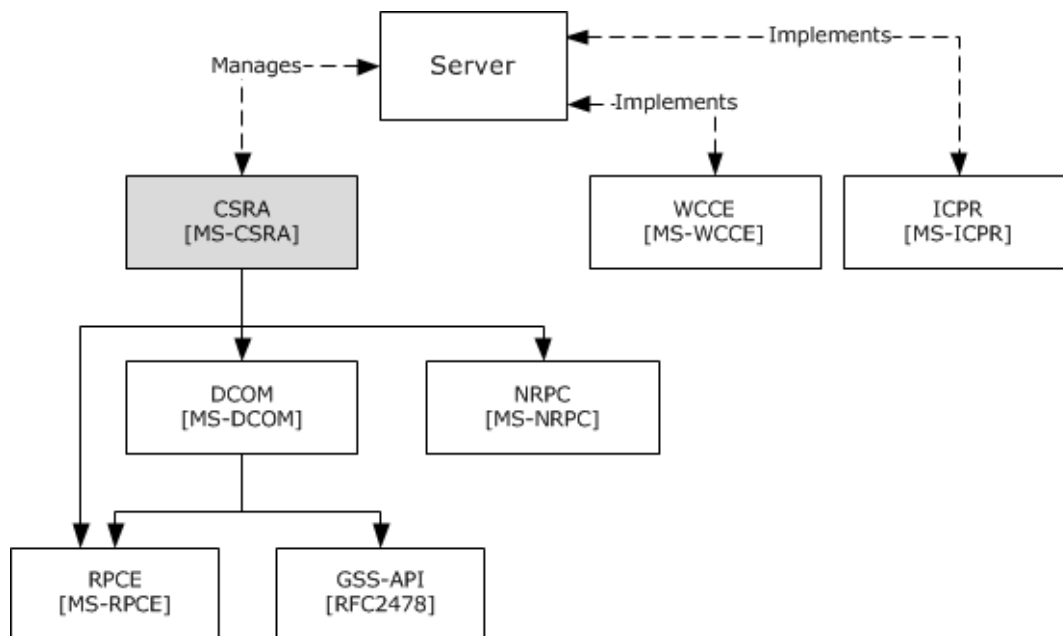 Server
Implements
Manages
Implements
CSRA
[MS-CSRA]
WCCE
[MS-WCCE]
ICPR
[MS-ICPR]
DCOM
[MS-DCOM]
NRPC
[MS-NRPC]
RPCE
[MS-RPCE]
GSS-API
[RFC2478]